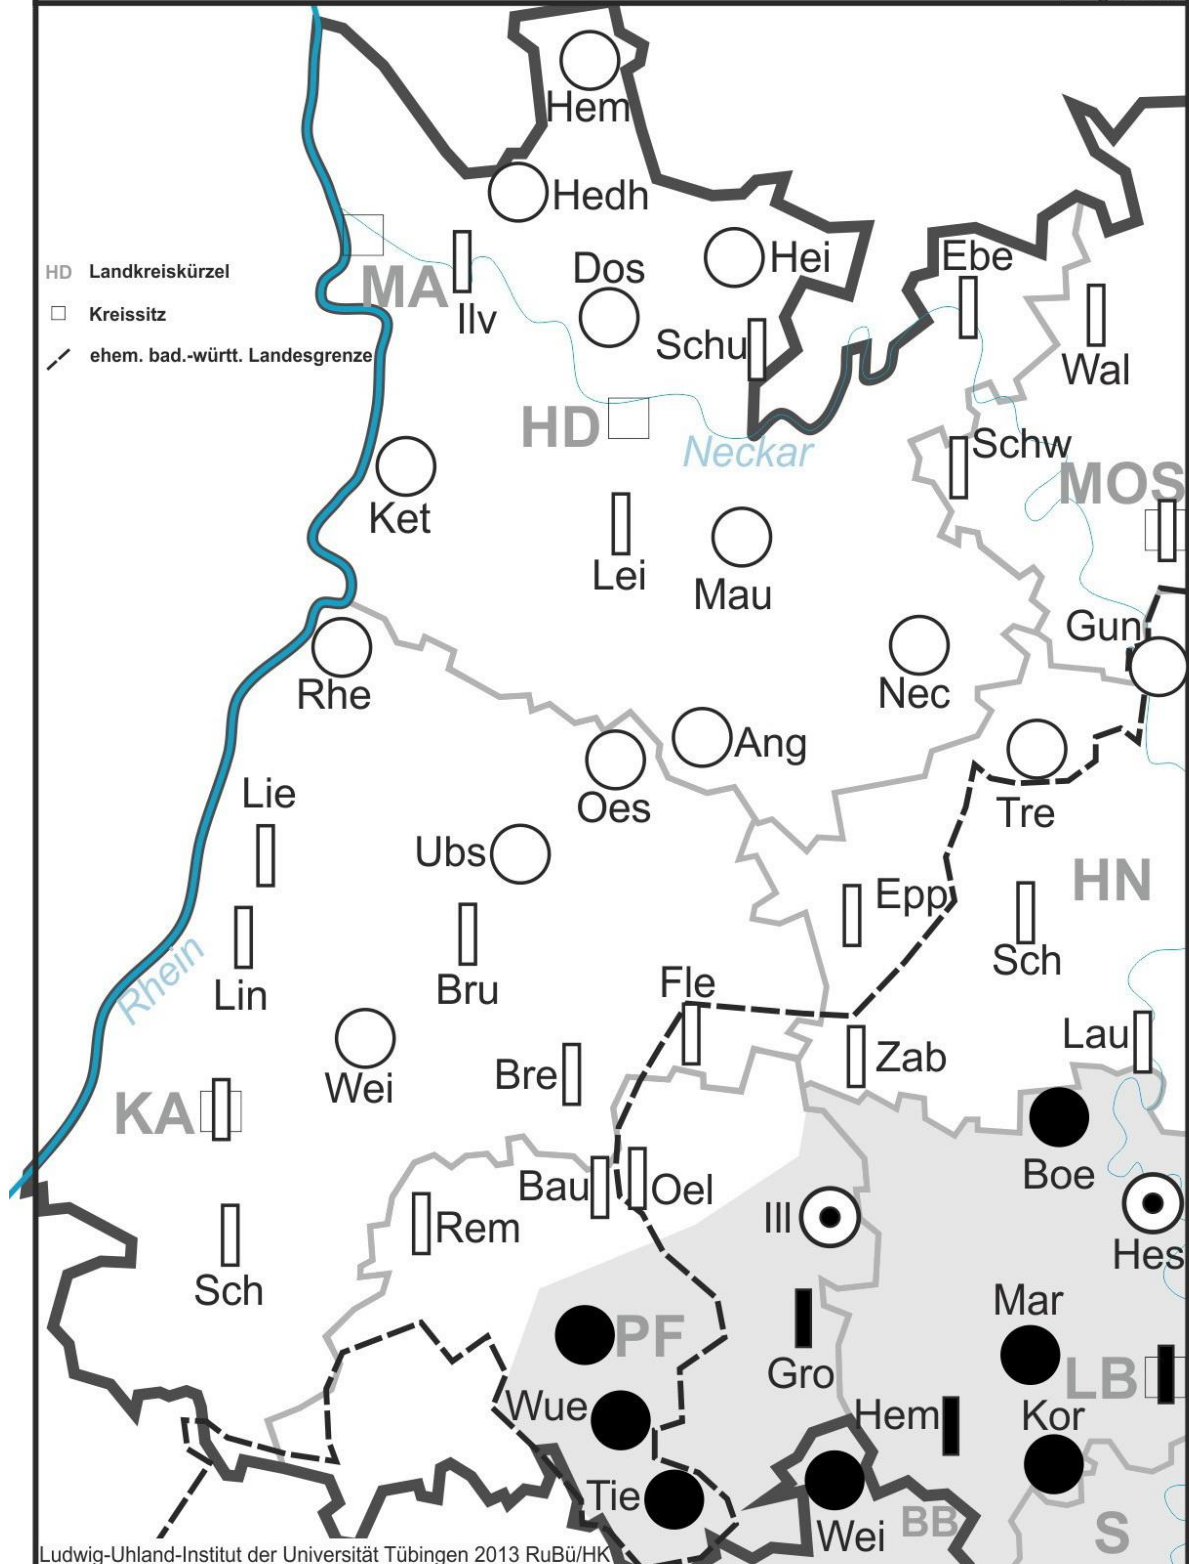 Hem
Hedh
HD Landkreiskürzel
Kreissitz
ehem. bad.-württ. Landesgrenze
MA
Ilv
Dos
Hei
Ebe
Schu
Wal
HD
Neckar
Schw
MOS
Ket
Lei
Mau
Gun
Rhe
Nec
Ang
Oes
Tre
Lie
Ubs
Epp
HN
Rhein
Lin
Bru
Fle
Sch
Wei
Bre
Zab
Lau
KA
Boe
Bau
Oel
Rem
Ill
Hes
Sch
Mar
PF
Gro
LB
Wue
Hem
Kor
Tie
Wei
BB
S
Ludwig-Uhland-Institut der Universität Tübingen 2013 RuBü/HK